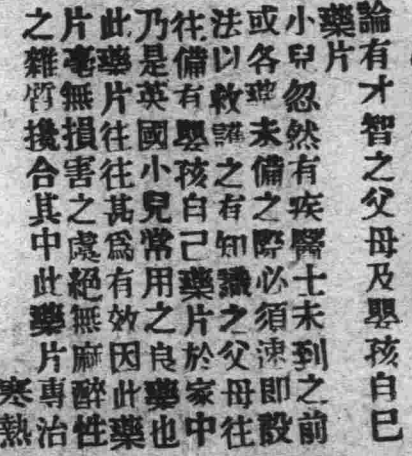 論有才智之父母及嬰孩自已
藥片
小兒忽然有疾醫士未到之前
或各未備之際必須速即設
法以救護之有知識之父母往
往備有嬰孩自己藥片於家中
乃是英國小兒常用之良藥也
此藥片往往甚爲有效因此藥
片毫無損害之處絕無麻醉性
之雜質攙合其中此藥片專治
寒熱